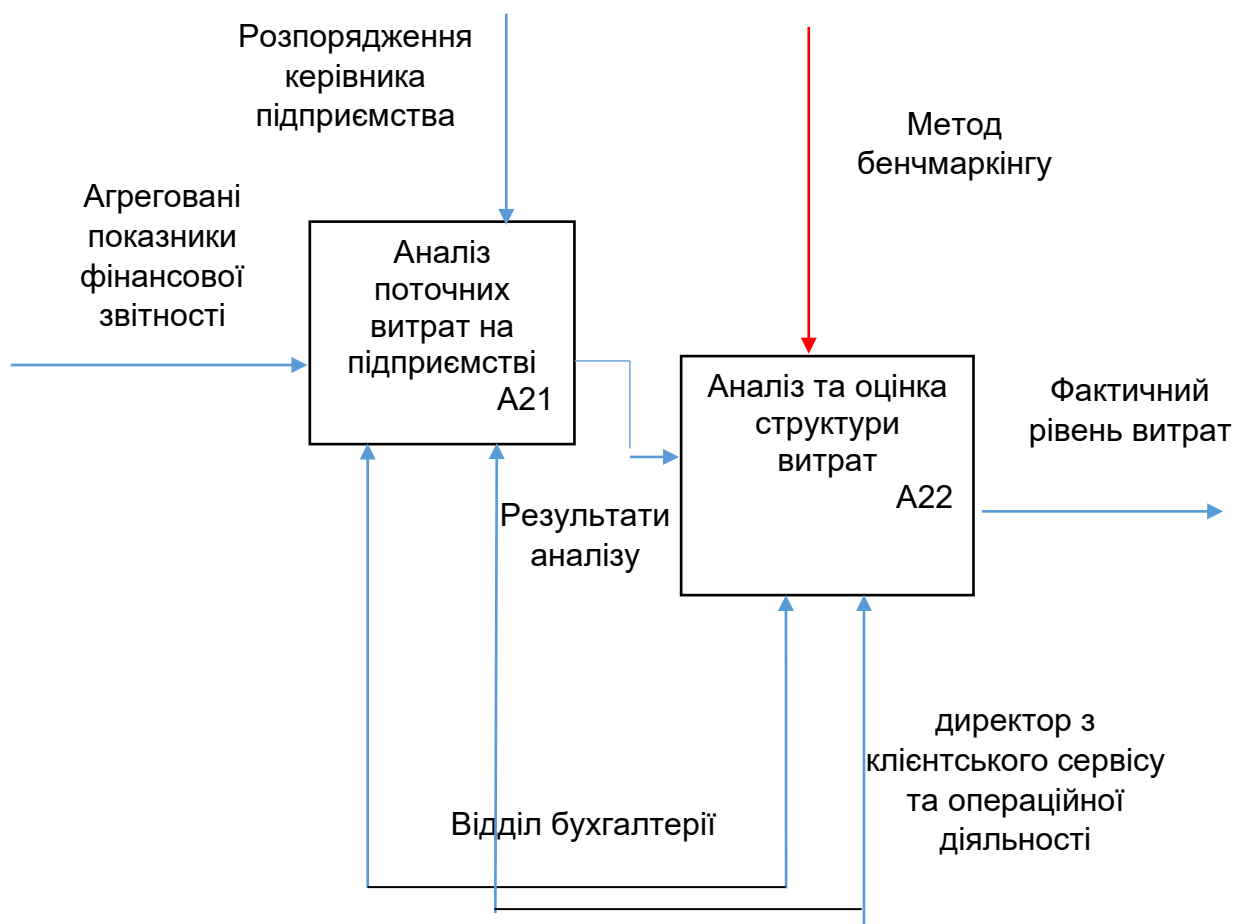 Розпорядження
керівника
підприємства
Метод
бенчмаркінгу
Агреговані
показники
фінансової
звітності
Аналіз
поточних
витрат на
підприємстві
А21
Аналіз та оцінка
структури
витрат
А22
Фактичний
рівень витрат
Результати
аналізу
директор з
клієнтського сервісу
та операційної
діяльності
Відділ бухгалтерії